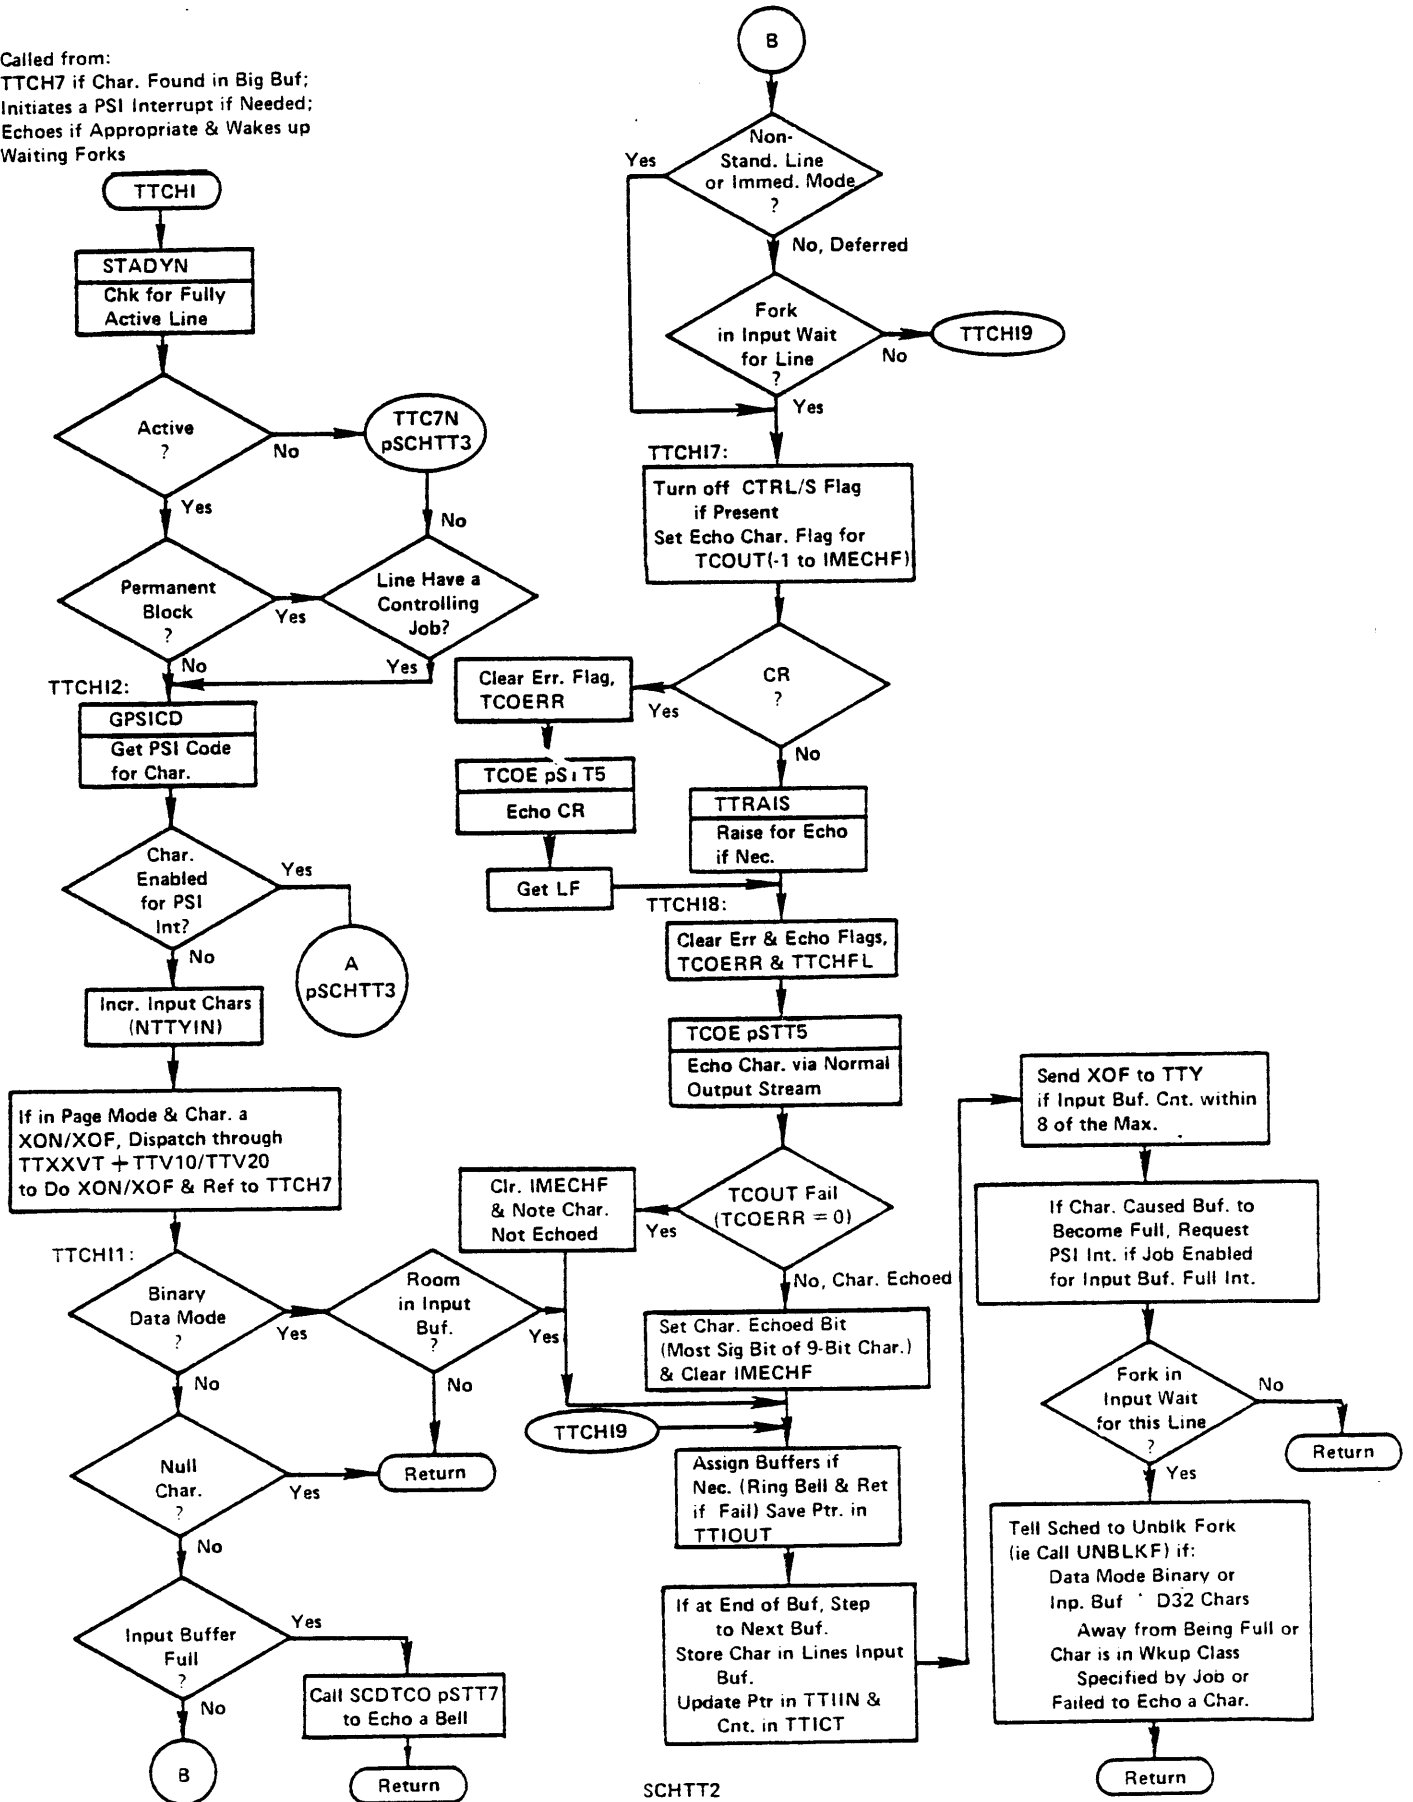 Called from:
TTCH7 if Char. Found in Big Buf;
Initiates a PSI Interrupt if Needed;
Echoes if Appropriate & Wakes up
Waiting Forks
TTCHI
STADYN
Chk for Fully
Active Line
Active
?
No
TTC7N
pSCHTT3
Yes
No
Permanent
Block
?
Yes
Line Have a
Controlling
Job?
No
Yes
TTCHI2:
GPSICD
Get PSI Code
for Char.
Char.
Enabled
for PSI
Int?
Yes
A
pSCHTT3
No
Incr. Input Chars
(NTTYIN)
If in Page Mode & Char. a
XON/XOF, Dispatch through
TTXXVT + TTV10/TTV20
to Do XON/XOF & Ref to TTCH7
TTCHI1:
Binary
Data Mode
?
Yes
Room
in Input
Buf.
?
Yes
No
No
Null
Char.
?
Yes
Return
No
Input Buffer
Full
?
Yes
Call SCDTCO pSTT7
to Echo a Bell
Return
No
B
B
Non-
Stand. Line
or Immed. Mode
?
Yes
No, Deferred
Fork
in Input Wait
for Line
?
No
TTCHI9
Yes
TTCHI7:
Turn off CTRL/S Flag
if Present
Set Echo Char. Flag for
TCOUT(-1 to IMECHF)
CR
?
Yes
Clear Err. Flag,
TCOERR
TCOE
Echo CR
Get LF
No
TTRAIS
Raise for Echo
if Nec.
TTCHI8:
Clear Err & Echo Flags,
TCOERR & TTCHFL
TCOE pSTT5
Echo Char. via Normal
Output Stream
TCOUT Fail
(TCOERR = 0)
Yes
Clr. IMECHF
& Note Char.
Not Echoed
No, Char. Echoed
Set Char. Echoed Bit
(Most Sig Bit of 9-Bit Char.)
& Clear IMECHF
TTCHI9
Assign Buffers if
Nec. (Ring Bell & Ret
if Fail) Save Ptr. in
TTIOUT
If at End of Buf, Step
to Next Buf.
Store Char in Lines Input
Buf.
Update Ptr in TTIIN &
Cnt. in TTICT
Send XOF to TTY
if Input Buf. Cnt. within
8 of the Max.
If Char. Caused Buf. to
Become Full, Request
PSI Int. if Job Enabled
for Input Buf. Full Int.
Fork in
Input Wait
for this Line
?
No
Return
Yes
Tell Sched to Unblk Fork
(ie Call UNBLKF) if:
Data Mode Binary or
Inp. Buf D32 Chars
Away from Being Full or
Char is in Wkup Class
Specified by Job or
Failed to Echo a Char.
Return
SCHTT2